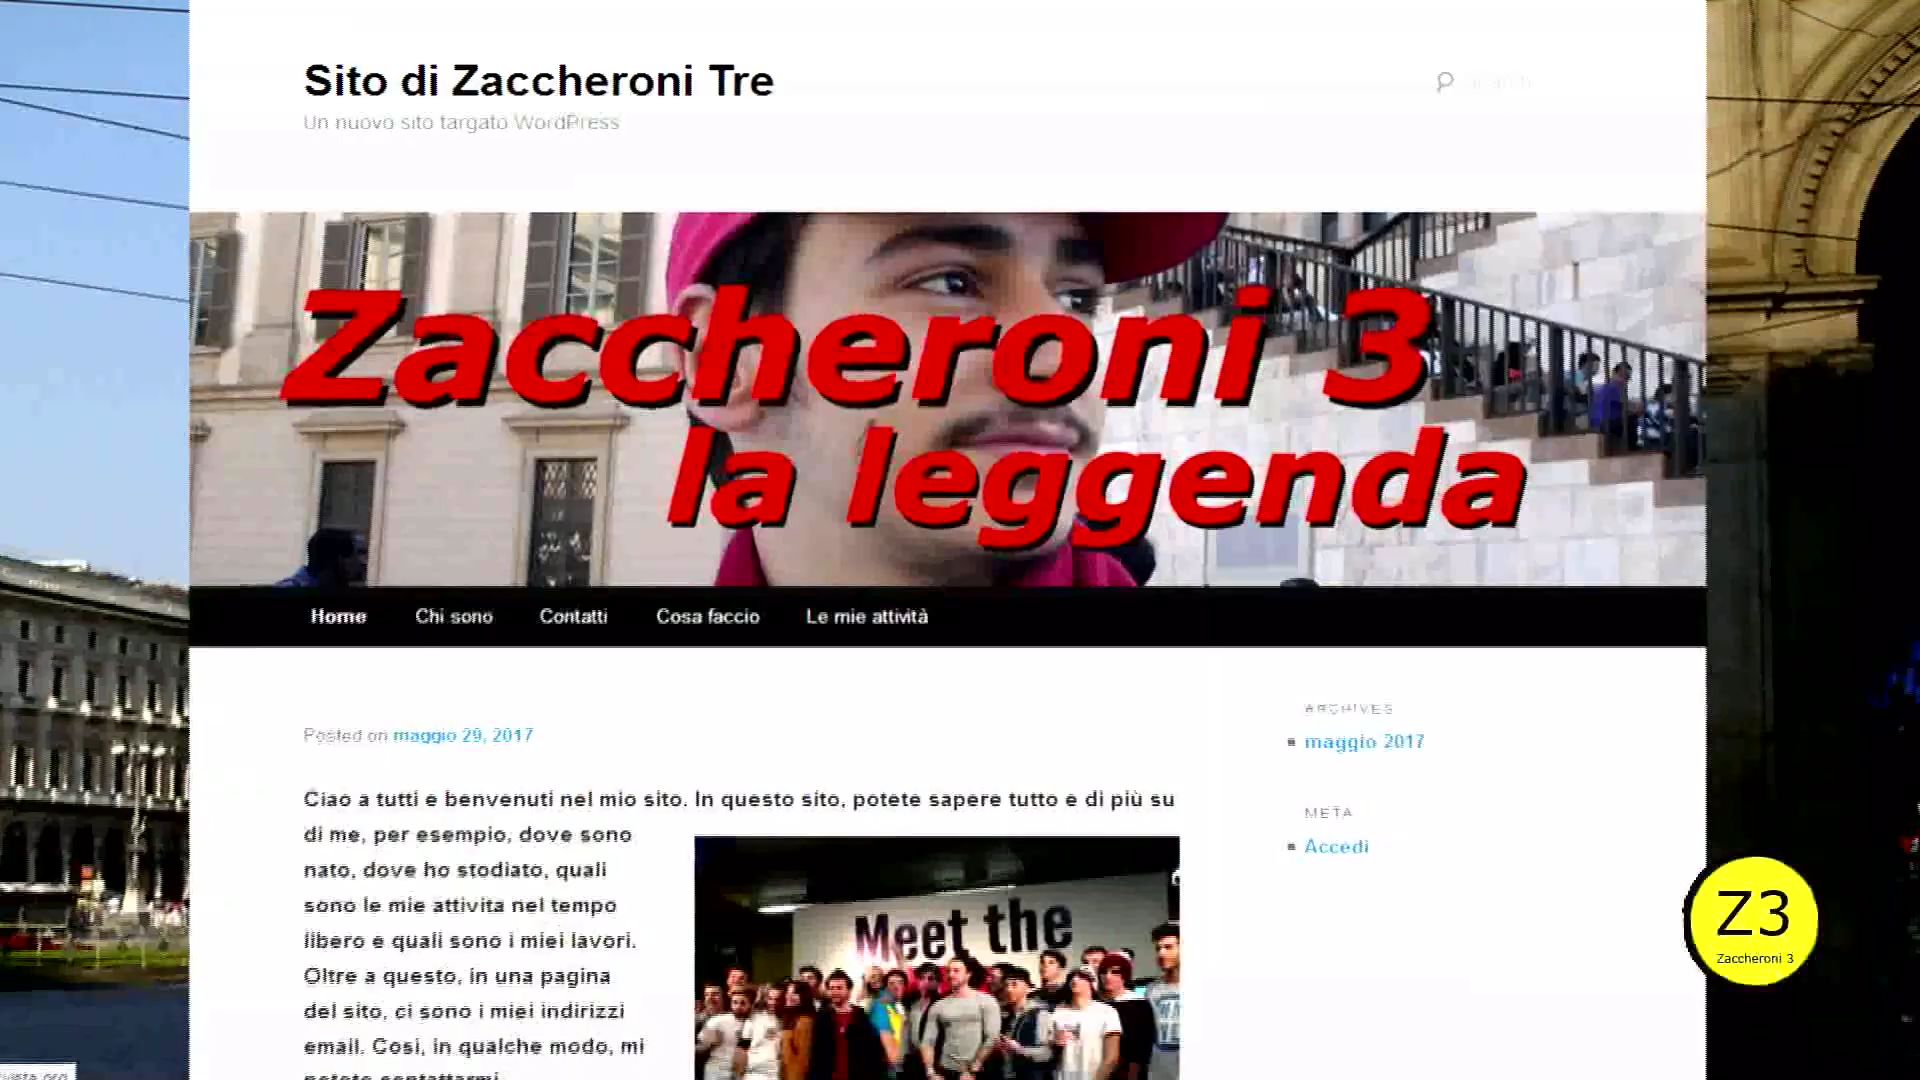 Sito di Zaccheroni Tre
Un nuovo sito targato WordPress
Search
Zaccheroni 3
la leggenda
Home Chi sono Contatti Cosa faccio Le mie attività
Posted on maggio 29, 2017
Ciao a tutti e benvenuti nel mio sito. In questo sito, potete sapere tutto e di più su
di me, per esempio, dove sono
nato, dove ho stodiato, quali
sono le mie attivita nel tempo
libero e quali sono i miei lavori.
Oltre a questo, in una pagina
del sito, ci sono i miei indirizzi
email. Cosi, in qualche modo, mi
potete contattarmi.
Meet the
ARCHIVES
maggio 2017
META
Accedi
Z3
Zaccheroni 3